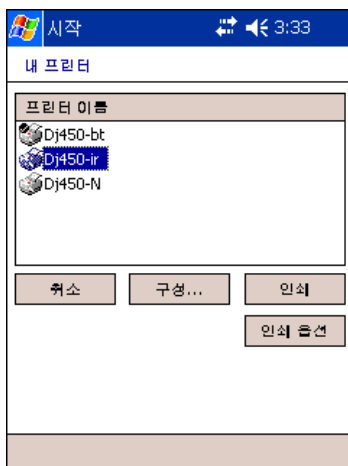 시작 3:33
내 프린터
프린터 이름
Dj450-bt
Dj450-ir
Dj450-N
취소 구성... 인쇄
인쇄 옵션